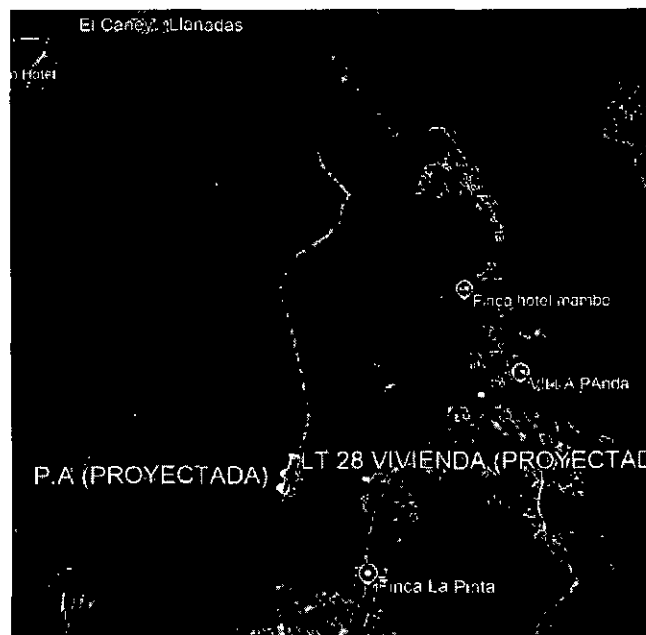 El Caney - Llanadas
Hotel
Finca hotel mambo
VILLA PAnda
LT 28 VIVIENDA (PROYECTAD
P.A (PROYECTADA)
Finca La Pinta